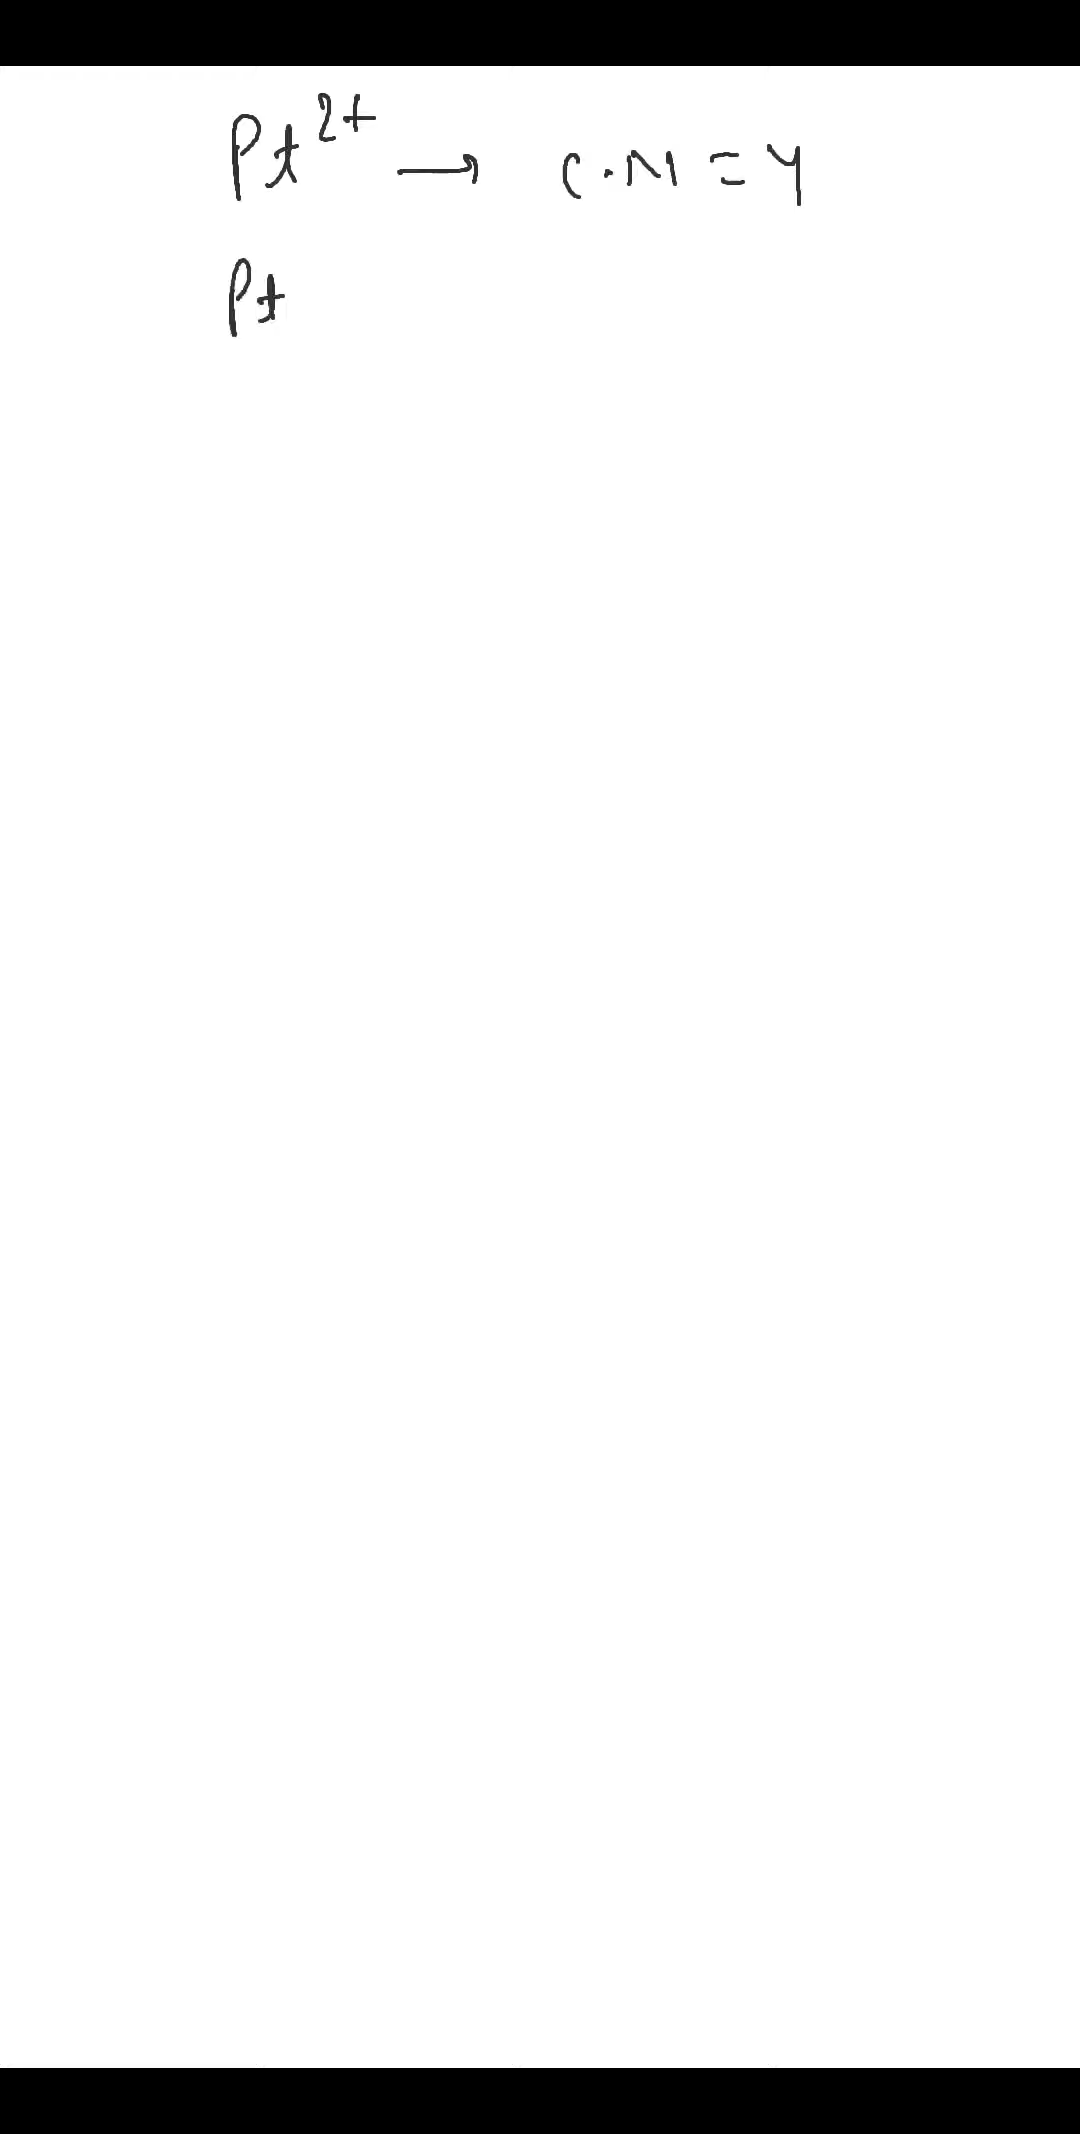 Pt²⁺ → C.N = 4
Pt